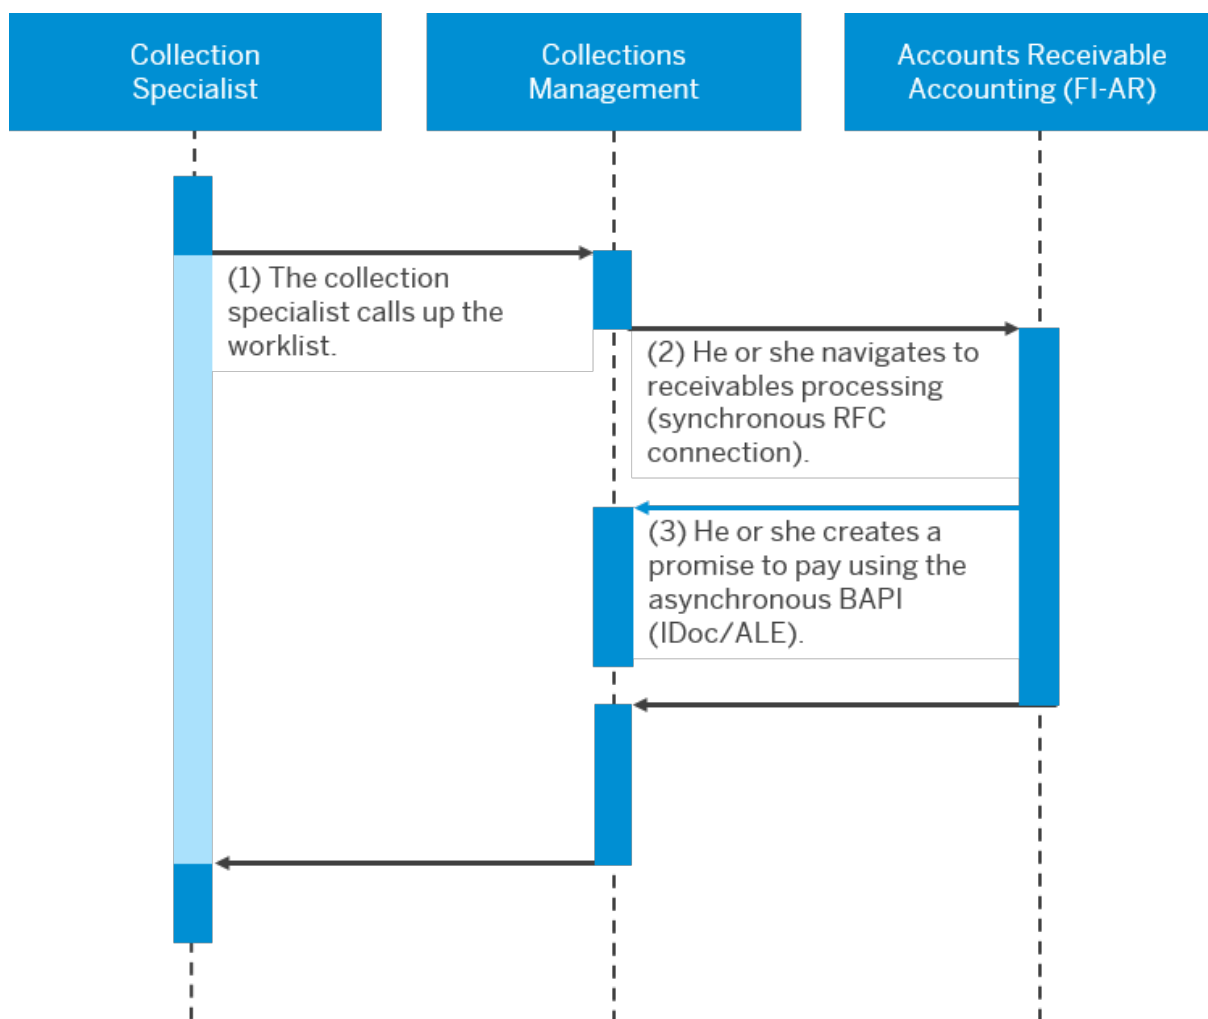 Collection
Specialist
Collections
Management
Accounts Receivable
Accounting (FI-AR)
(1) The collection
specialist calls up the
worklist.
(2) He or she navigates to
receivables processing
(synchronous RFC
connection).
(3) He or she creates a
promise to pay using the
asynchronous BAPI
(IDoc/ALE).